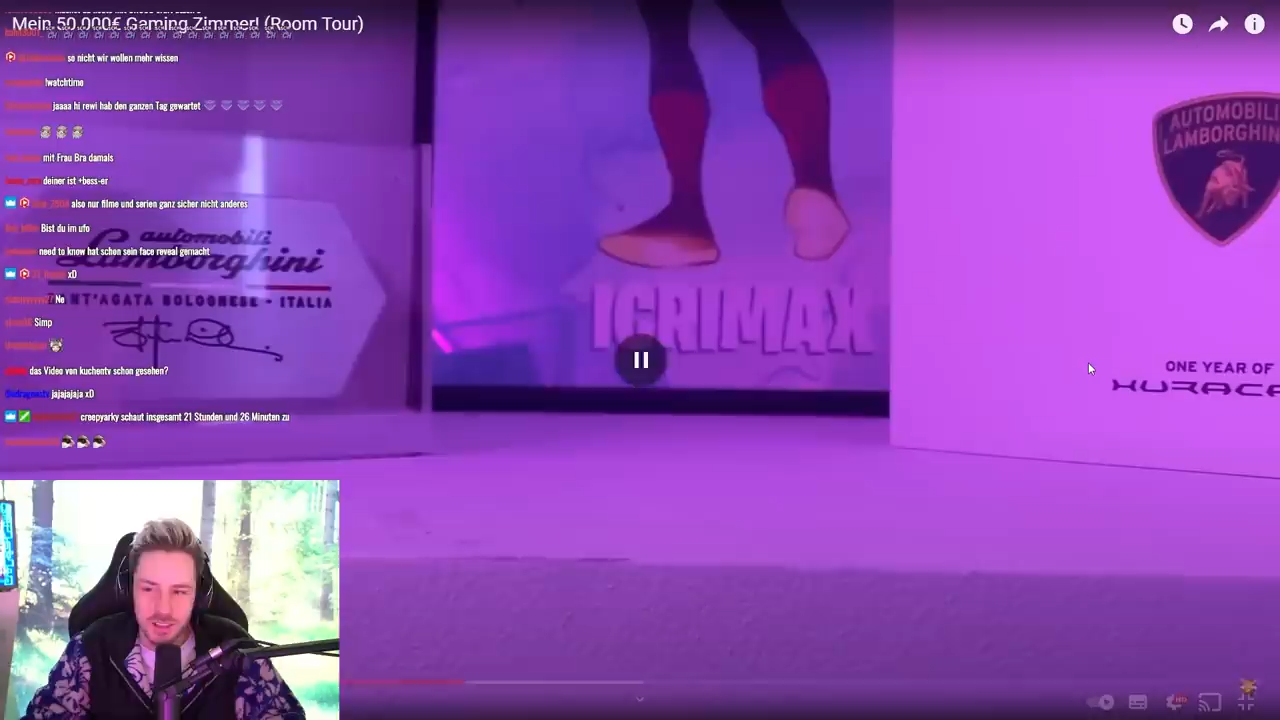 Mein 50.000€ Gaming Zimmer! (Room Tour)
so nicht wir wollen mehr wissen
!watchtime
jaaaa hi rewi hab den ganzen Tag gewartet
mit Frau Bra damals
deiner ist +bess-er
also nur filme und serien ganz sicher nicht anderes
Bist du im ufo
need to know hat schon sein face reveal gemacht
xD
Ne
Simp
das Video von kuchentv schon gesehen?
jajajajaja xD
creepyarky schaut insgesamt 21 Stunden und 26 Minuten zu
automobili
Lamborghini
NT'AGATA BOLOGNESE - ITALIA
ICRIMAX
AUTOMOBILI
LAMBORGHIN
ONE YEAR OF
HURACA